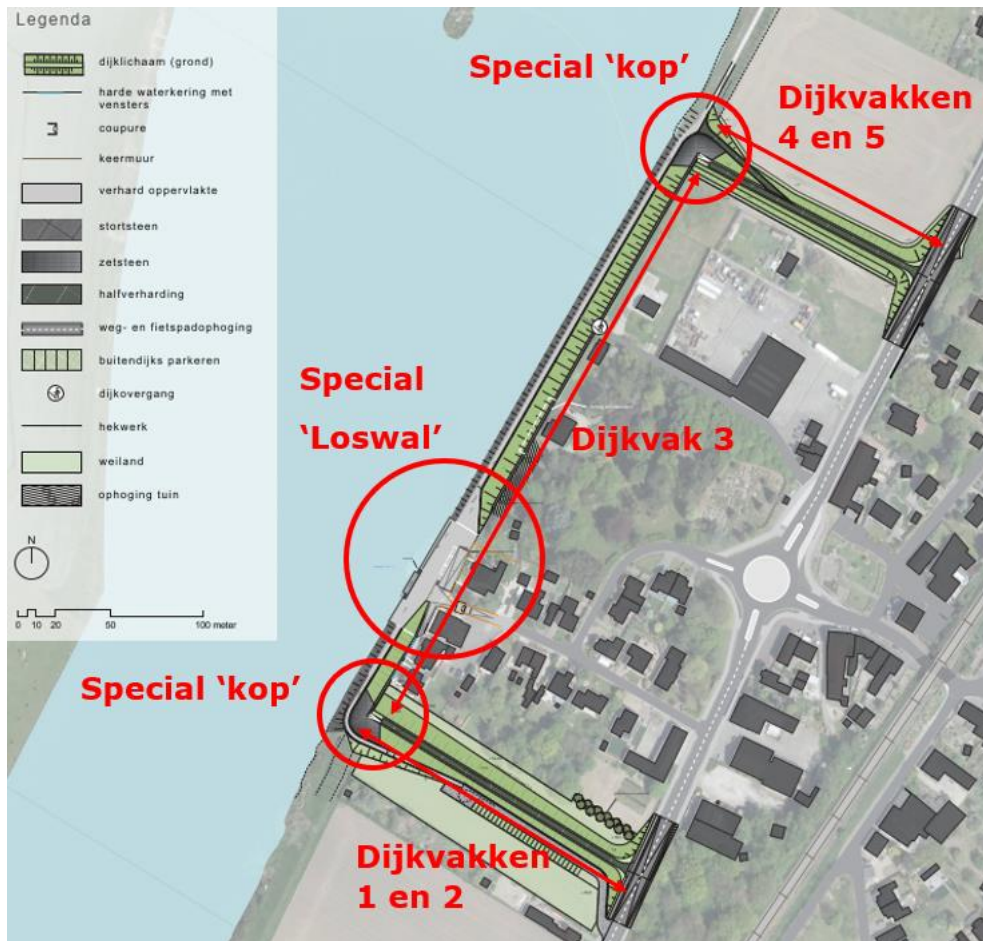 Legenda
dijklichaam (grond)
harde waterkering met
vensters
coupure
keermuur
verhard oppervlakte
stortsteen
zetsteen
halfverharding
weg- en fietspadophoging
buitendijks parkeren
dijkovergang
hekwerk
weiland
ophoging tuin
N
0 10 20 50 100 meter
Special ‘kop’
Dijkvakken
4 en 5
Special
‘Loswal’
Dijkvak 3
Special ‘kop’
Dijkvakken
1 en 2